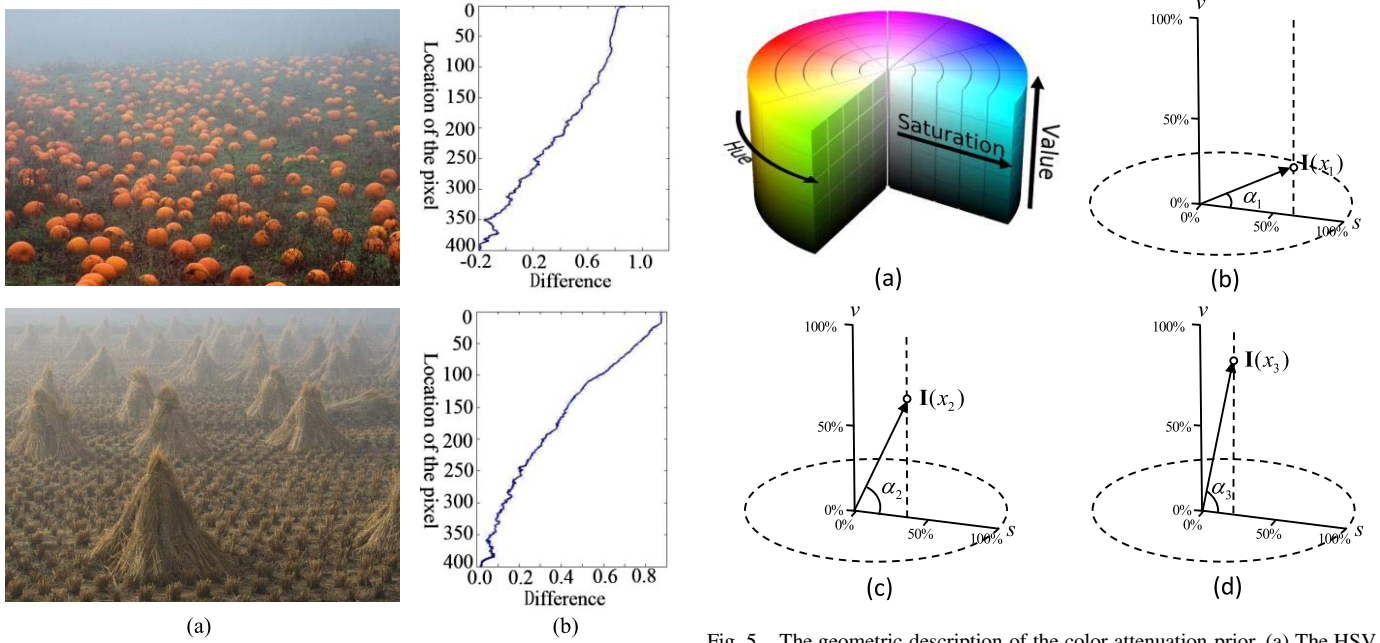 0
50
100
150
200
250
300
350
400
-0.2
0.2
0.6
1.0
Location of the pixel
Difference
0
50
100
150
200
250
300
350
400
0.0
0.2
0.4
0.6
0.8
Location of the pixel
Difference
(a)
(b)
Hue
Saturation
Value
(a)
v
100%
50%
0%
0%
50%
100%
s
I(x₁)
α₁
(b)
v
100%
50%
0%
0%
50%
100%
s
I(x₂)
α₂
(c)
v
100%
50%
0%
0%
50%
100%
s
I(x₃)
α₃
(d)
Fig. 5. The geometric description of the color attenuation prior. (a) The HSV